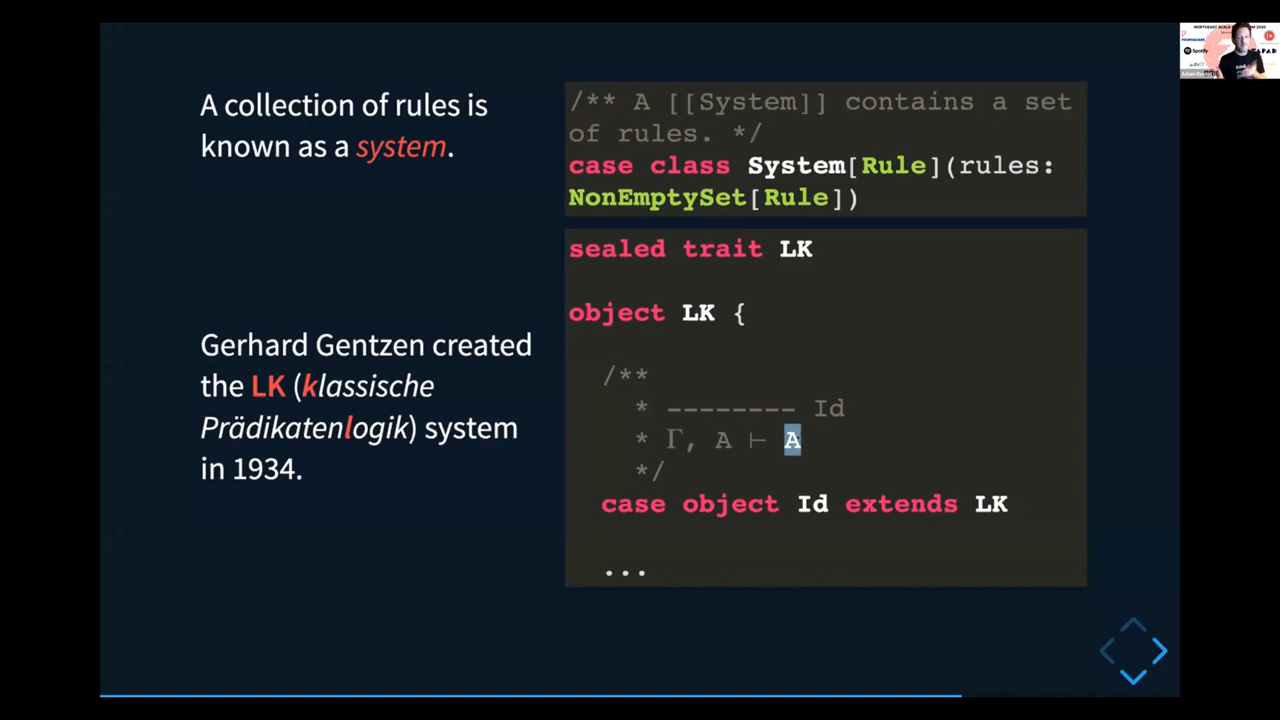 A collection of rules is
known as a system.
/** A [[System]] contains a set
of rules. */
case class System[Rule](rules:
NonEmptySet[Rule])
Gerhard Gentzen created
the LK (klassische
Prädikatenlogik) system
in 1934.
sealed trait LK
object LK {
/**
* -------- Id
* Γ, A ⊢ A
*/
case object Id extends LK
...
FOURSQUARE
Spotify